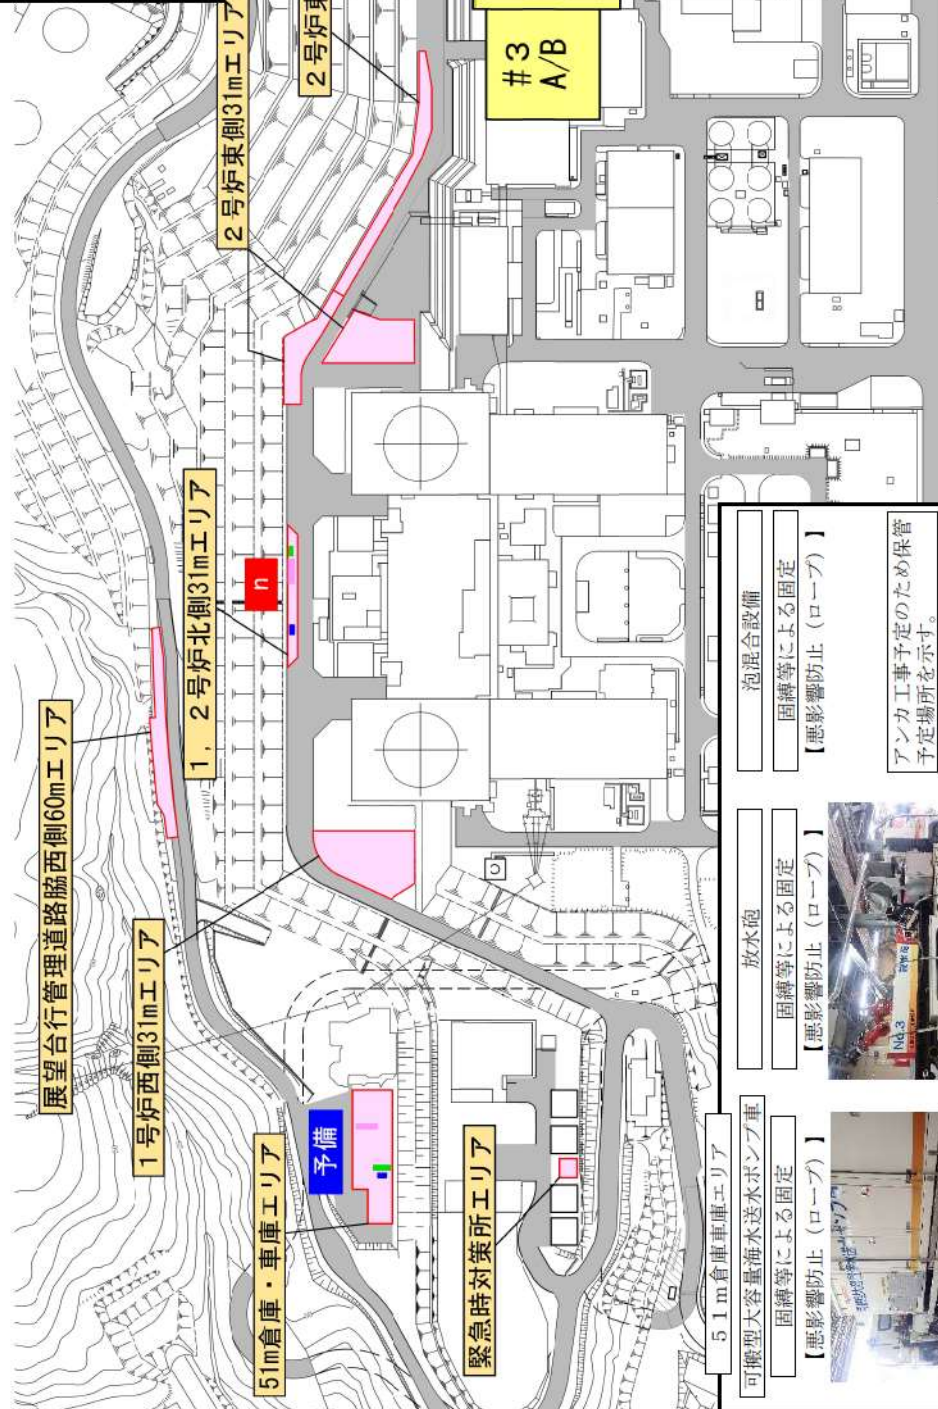 展望台行管理道路脇西側60mエリア
1号炉西側31mエリア
1，2号炉北側31mエリア
2号炉東側31mエリア
2号炉東
#3
A/B
n
51m倉庫・車庫エリア
予備
緊急時対策所エリア
51m倉庫車庫エリア
可搬型大容量海水送水ポンプ車
固縛等による固定
【悪影響防止（ロープ）】
放水砲
固縛等による固定
【悪影響防止（ロープ）】
No.3
泡混合設備
固縛等による固定
【悪影響防止（ロープ）】
アンカ工事予定のため保管
予定場所を示す。